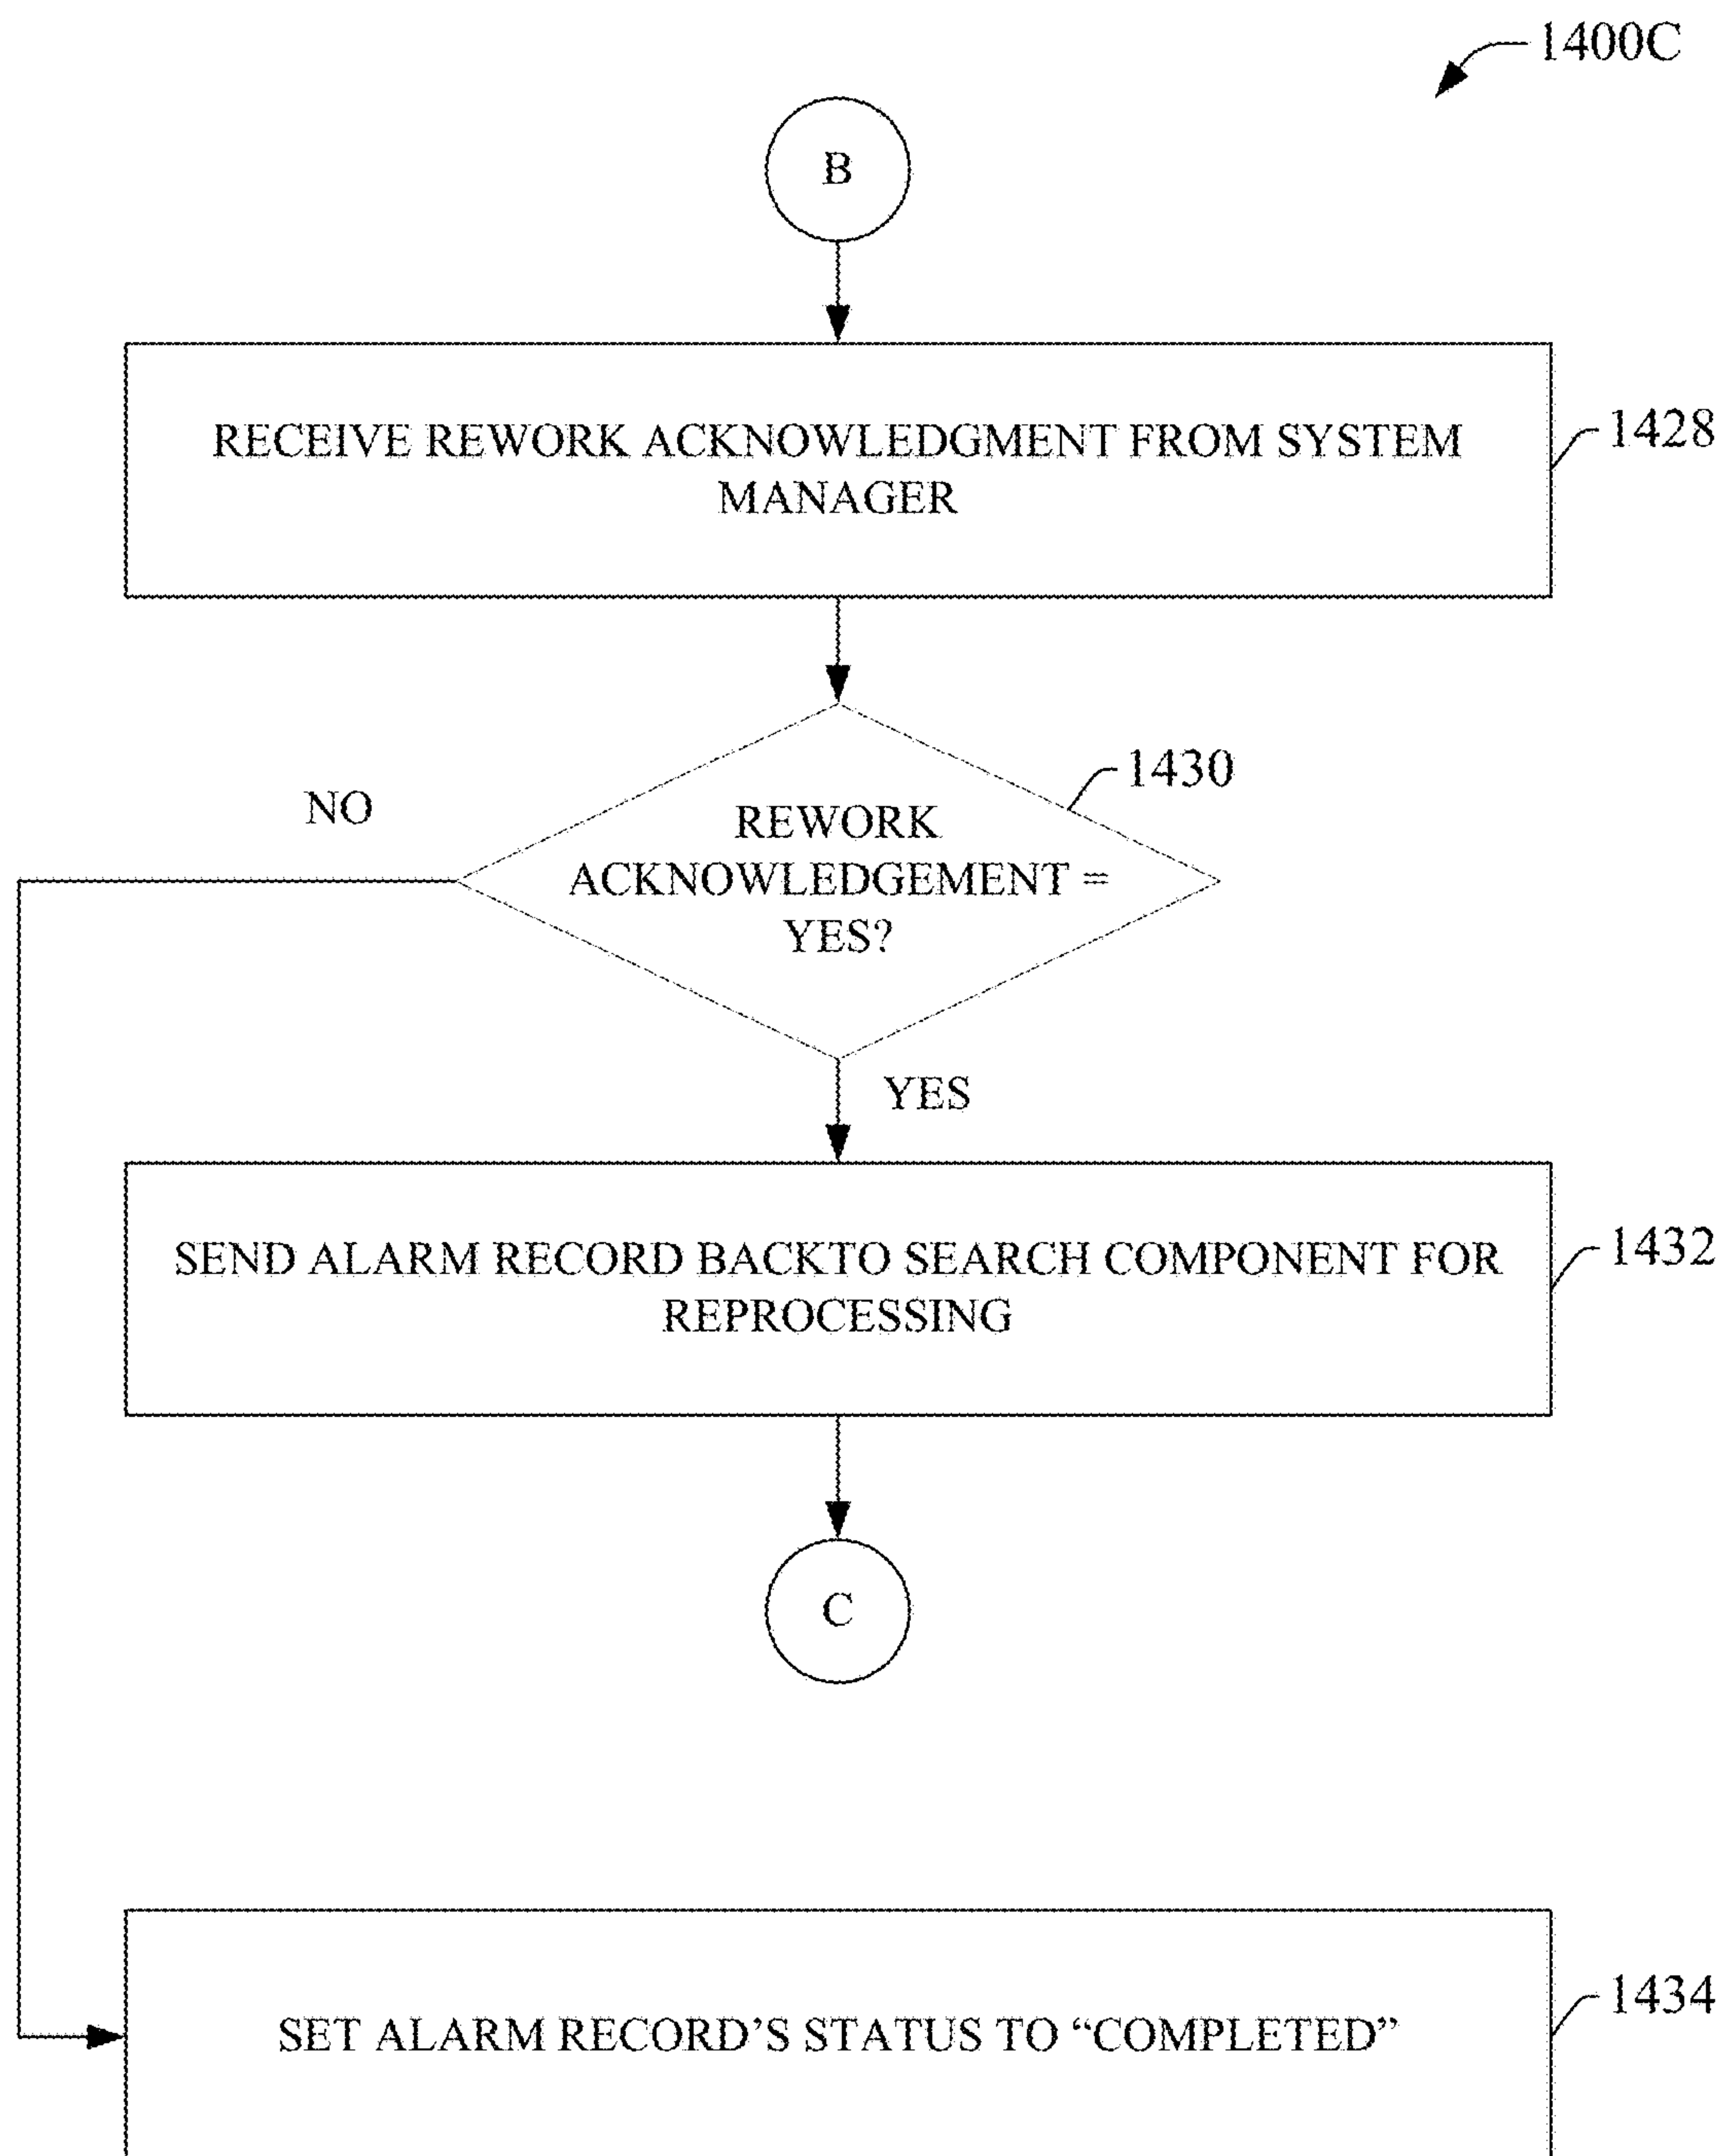 1400C
B
RECEIVE REWORK ACKNOWLEDGMENT FROM SYSTEM
MANAGER
1428
1430
NO
REWORK
ACKNOWLEDGEMENT =
YES?
YES
SEND ALARM RECORD BACKTO SEARCH COMPONENT FOR
REPROCESSING
1432
C
SET ALARM RECORD’S STATUS TO “COMPLETED”
1434